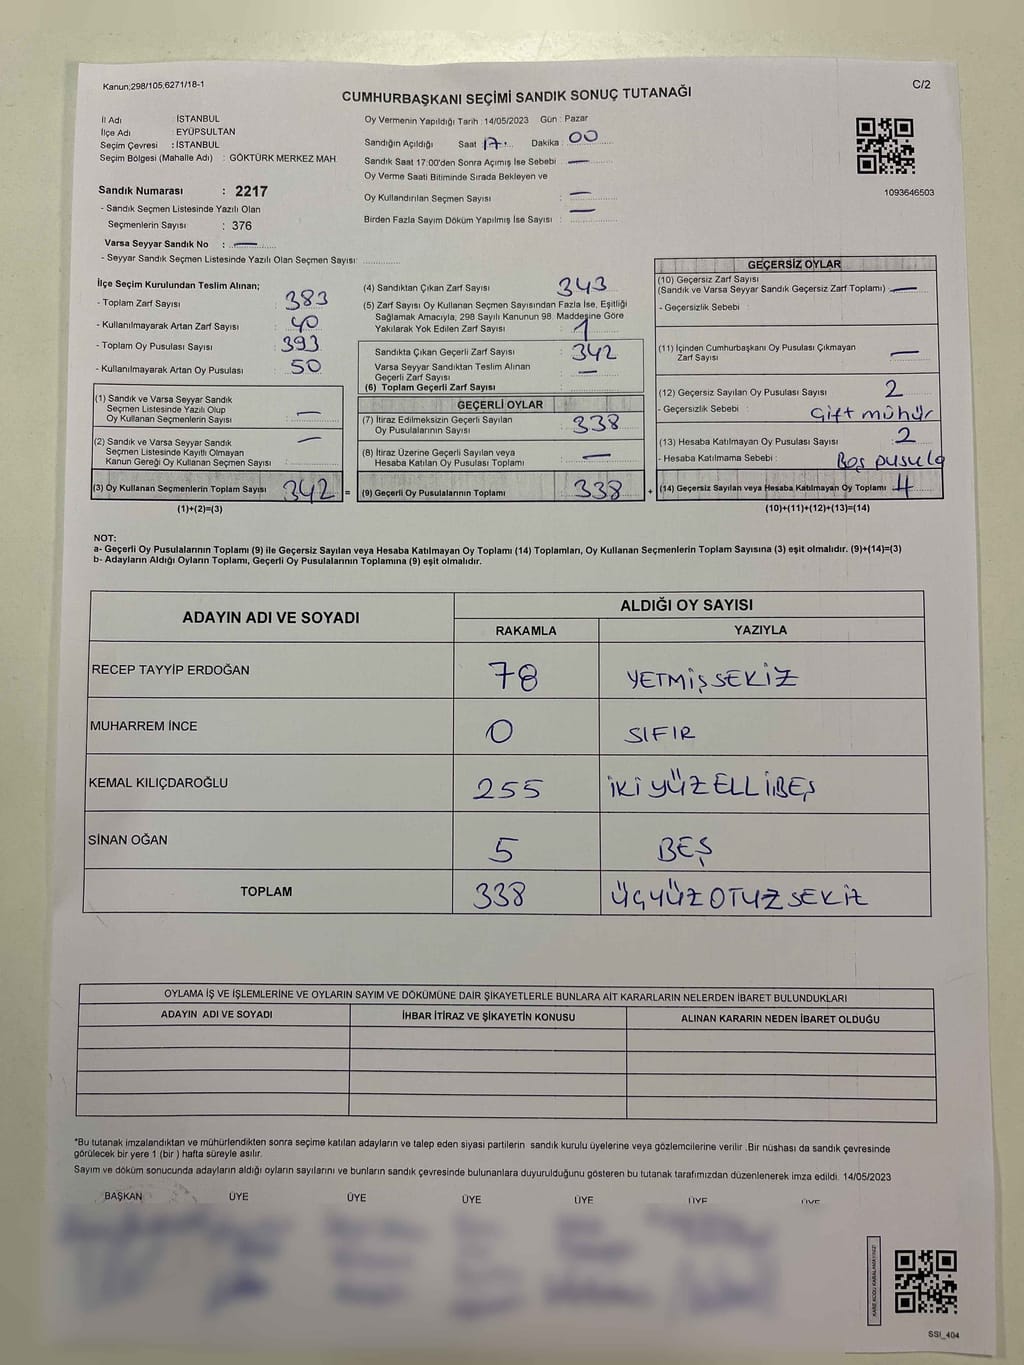 Kanun;298/105,6271/18-1
C/2
CUMHURBAŞKANI SEÇİMİ SANDIK SONUÇ TUTANAĞI
İl Adı İSTANBUL
İlçe Adı EYÜPSULTAN
Seçim Çevresi : İSTANBUL
Seçim Bölgesi (Mahalle Adı) : GÖKTÜRK MERKEZ MAH.
Sandık Numarası : 2217
- Sandık Seçmen Listesinde Yazılı Olan
Seçmenlerin Sayısı : 376
Varsa Seyyar Sandık No : —
- Seyyar Sandık Seçmen Listesinde Yazılı Olan Seçmen Sayısı:
Oy Vermenin Yapıldığı Tarih :14/05/2023 Gün : Pazar
Sandığın Açıldığı Saat 17. Dakika : 00
Sandık Saat 17:00'den Sonra Açımış İse Sebebi —
Oy Verme Saati Bitiminde Sırada Bekleyen ve
Oy Kullandırılan Seçmen Sayısı : —
Birden Fazla Sayım Döküm Yapılmış İse Sayısı : —
1093646503
İlçe Seçim Kurulundan Teslim Alınan;
- Toplam Zarf Sayısı : 383
- Kullanılmayarak Artan Zarf Sayısı : 40
- Toplam Oy Pusulası Sayısı : 393
- Kullanılmayarak Artan Oy Pusulası : 50
(1) Sandık ve Varsa Seyyar Sandık
Seçmen Listesinde Yazılı Olup
Oy Kullanan Seçmenlerin Sayısı : —
(2) Sandık ve Varsa Seyyar Sandık
Seçmen Listesinde Kayıtlı Olmayan
Kanun Gereği Oy Kullanan Seçmen Sayısı : —
(3) Oy Kullanan Seçmenlerin Toplam Sayısı 342 =
(1)+(2)=(3)
(4) Sandıktan Çıkan Zarf Sayısı : 343
(5) Zarf Sayısı Oy Kullanan Seçmen Sayısından Fazla İse, Eşitliği
Sağlamak Amacıyla, 298 Sayılı Kanunun 98. Maddesine Göre
Yakılarak Yok Edilen Zarf Sayısı : 1
Sandıkta Çıkan Geçerli Zarf Sayısı : 342
Varsa Seyyar Sandıktan Teslim Alınan
Geçerli Zarf Sayısı : —
(6) Toplam Geçerli Zarf Sayısı :
GEÇERLİ OYLAR
(7) İtiraz Edilmeksizin Geçerli Sayılan
Oy Pusulalarının Sayısı : 338
(8) İtiraz Üzerine Geçerli Sayılan veya
Hesaba Katılan Oy Pusulası Toplamı : —
(9) Geçerli Oy Pusulalarının Toplamı 338 +
GEÇERSİZ OYLAR
(10) Geçersiz Zarf Sayısı
(Sandık ve Varsa Seyyar Sandık Geçersiz Zarf Toplamı) —
- Geçersizlik Sebebi :
(11) İçinden Cumhurbaşkanı Oy Pusulası Çıkmayan
Zarf Sayısı : —
(12) Geçersiz Sayılan Oy Pusulası Sayısı : 2
- Geçersizlik Sebebi : Çift mühür
(13) Hesaba Katılmayan Oy Pusulası Sayısı : 2
- Hesaba Katılmama Sebebi : Boş pusula
(14) Geçersiz Sayılan veya Hesaba Katılmayan Oy Toplamı 4
(10)+(11)+(12)+(13)=(14)
NOT:
a- Geçerli Oy Pusulalarının Toplamı (9) ile Geçersiz Sayılan veya Hesaba Katılmayan Oy Toplamı (14) Toplamları, Oy Kullanan Seçmenlerin Toplam Sayısına (3) eşit olmalıdır. (9)+(14)=(3)
b- Adayların Aldığı Oyların Toplamı, Geçerli Oy Pusulalarının Toplamına (9) eşit olmalıdır.
ADAYIN ADI VE SOYADI
ALDIĞI OY SAYISI
RAKAMLA YAZIYLA
RECEP TAYYİP ERDOĞAN 78 YETMİŞSEKİZ
MUHARREM İNCE 0 SIFIR
KEMAL KILIÇDAROĞLU 255 İKİYÜZELLİBEŞ
SİNAN OĞAN 5 BEŞ
TOPLAM 338 ÜÇYÜZOTUZSEKİZ
OYLAMA İŞ VE İŞLEMLERİNE VE OYLARIN SAYIM VE DÖKÜMÜNE DAİR ŞİKAYETLERLE BUNLARA AİT KARARLARIN NELERDEN İBARET BULUNDUKLARI
ADAYIN ADI VE SOYADI İHBAR İTİRAZ VE ŞİKAYETİN KONUSU ALINAN KARARIN NEDEN İBARET OLDUĞU
*Bu tutanak imzalandıktan ve mühürlendikten sonra seçime katılan adayların ve talep eden siyasi partilerin sandık kurulu üyelerine veya gözlemcilerine verilir .Bir nüshası da sandık çevresinde
görülecek bir yere 1 (bir ) hafta süreyle asılır.
Sayım ve döküm sonucunda adayların aldığı oyların sayılarını ve bunların sandık çevresinde bulunanlara duyurulduğunu gösteren bu tutanak tarafımızdan düzenlenerek imza edildi. 14/05/2023
BAŞKAN ÜYE ÜYE ÜYE ÜYE ÜYE ÜYE
KARE KODU KARALAMAYINIZ!
SSI_404